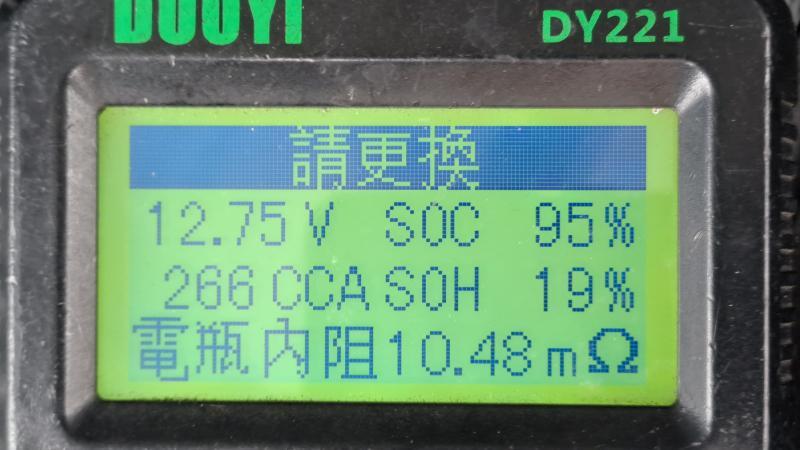 DUOYI DY221
請更換
12.75 V SOC 95%
266 CCA SOH 19%
電瓶內阻10.48 mΩ